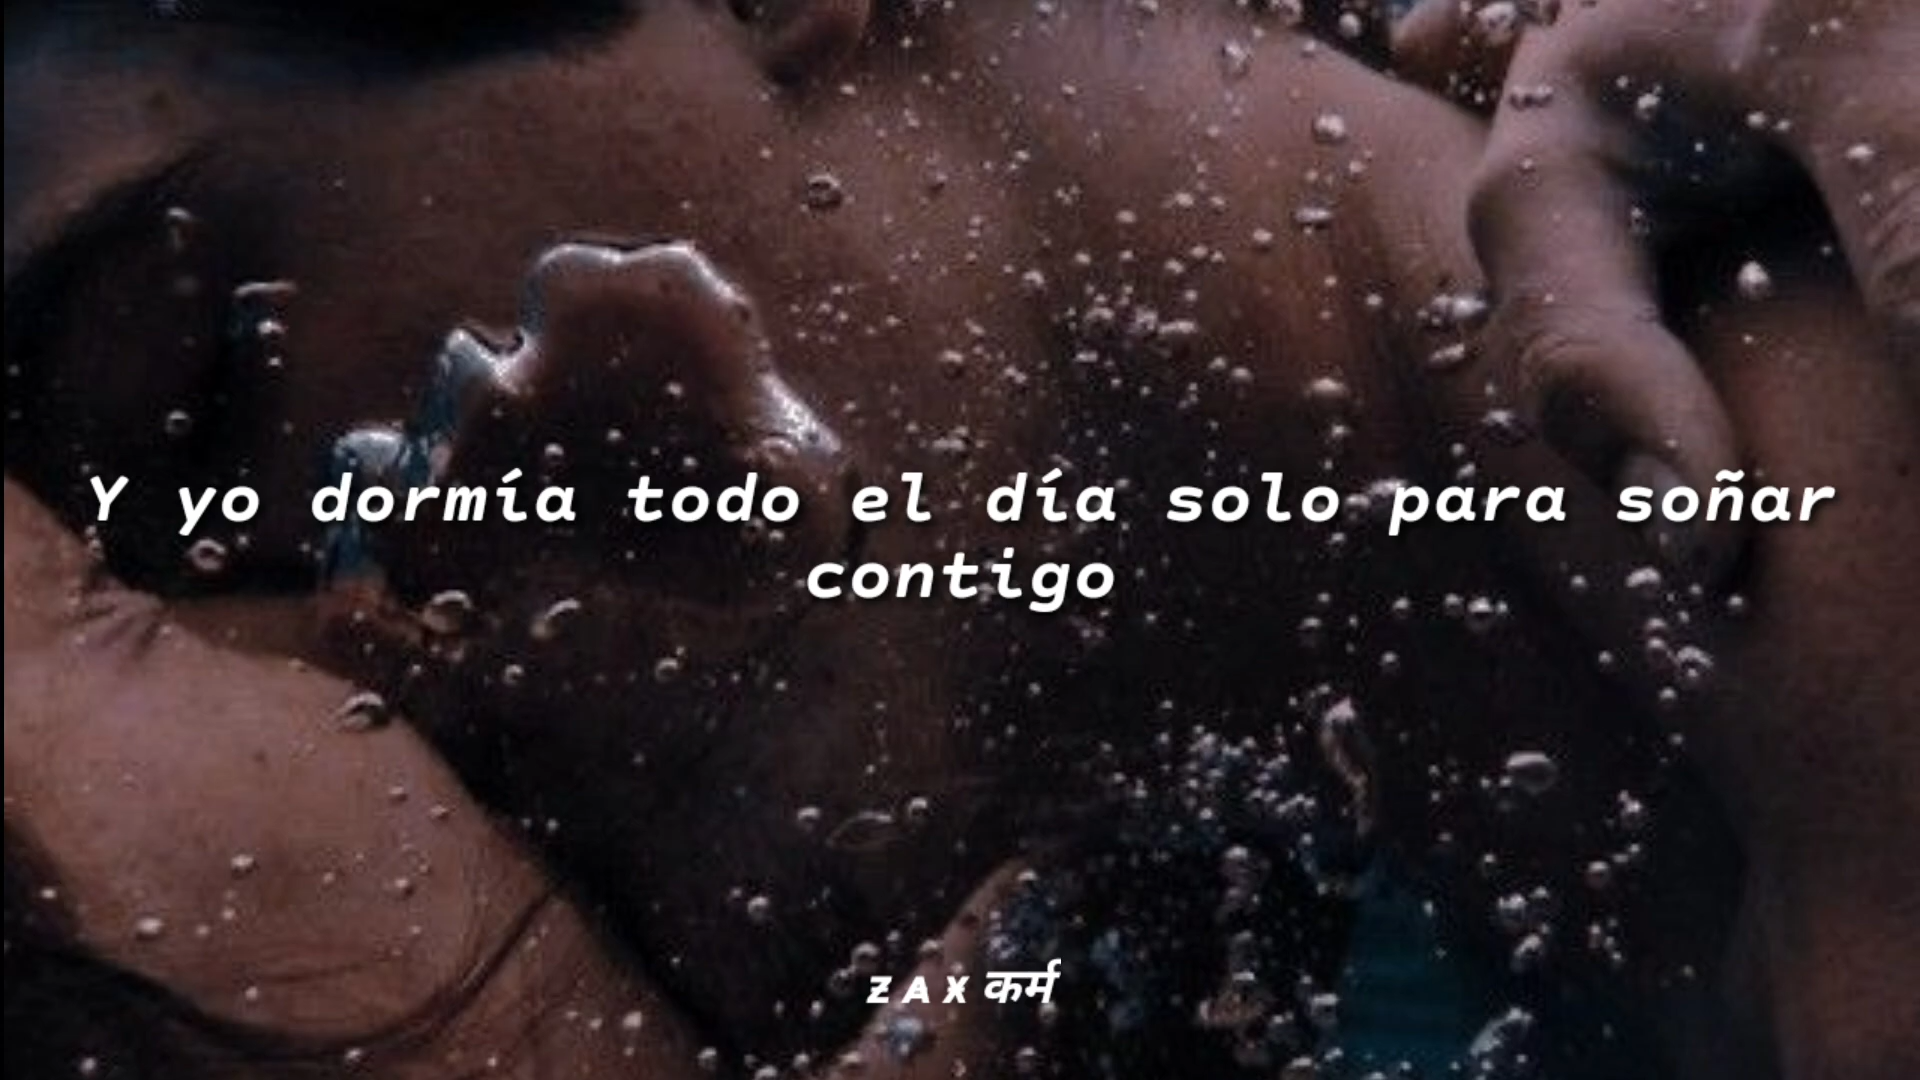 Y yo dormía todo el día solo para soñar
contigo
Z A X कर्म